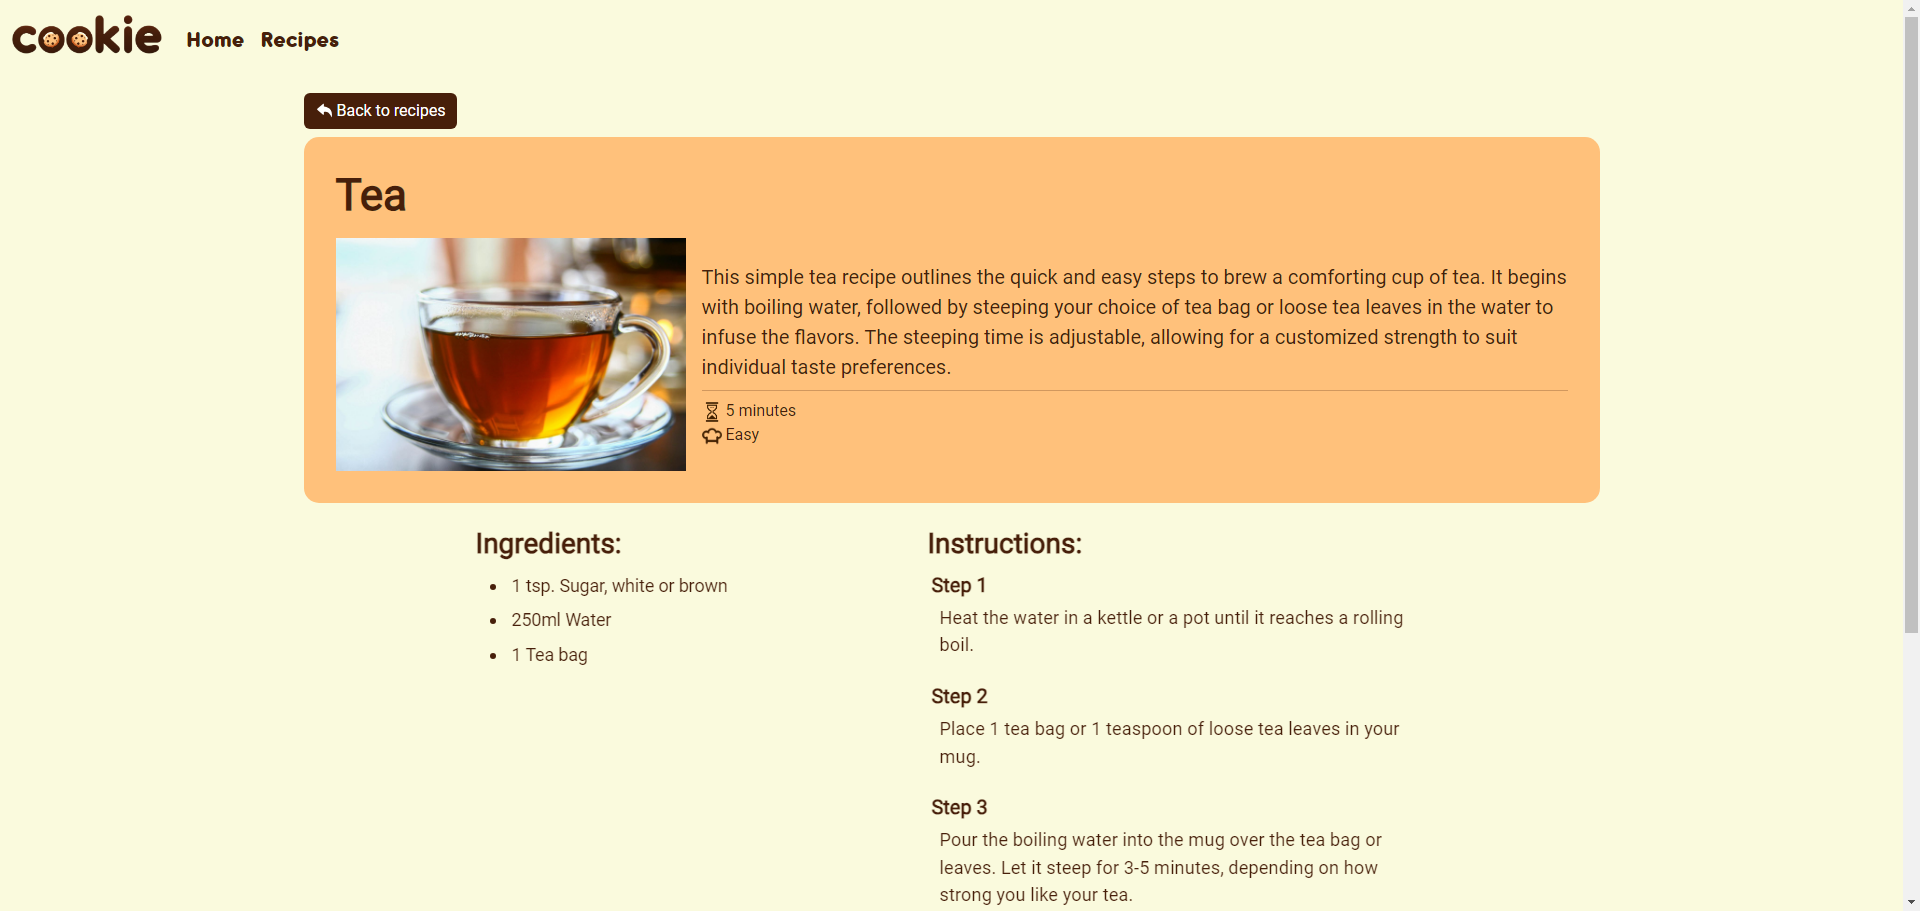 cookie Home Recipes
Back to recipes
Tea
This simple tea recipe outlines the quick and easy steps to brew a comforting cup of tea. It begins
with boiling water, followed by steeping your choice of tea bag or loose tea leaves in the water to
infuse the flavors. The steeping time is adjustable, allowing for a customized strength to suit
individual taste preferences.
5 minutes
Easy
Ingredients:
1 tsp. Sugar, white or brown
250ml Water
1 Tea bag
Instructions:
Step 1
Heat the water in a kettle or a pot until it reaches a rolling
boil.
Step 2
Place 1 tea bag or 1 teaspoon of loose tea leaves in your
mug.
Step 3
Pour the boiling water into the mug over the tea bag or
leaves. Let it steep for 3-5 minutes, depending on how
strong you like your tea.